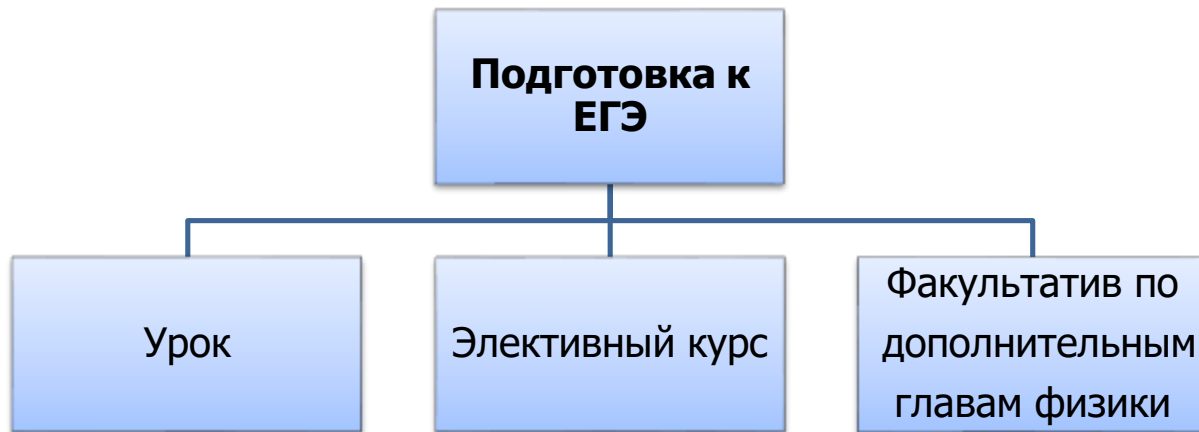 Подготовка к
ЕГЭ
Урок
Элективный курс
Факультатив по
дополнительным
главам физики